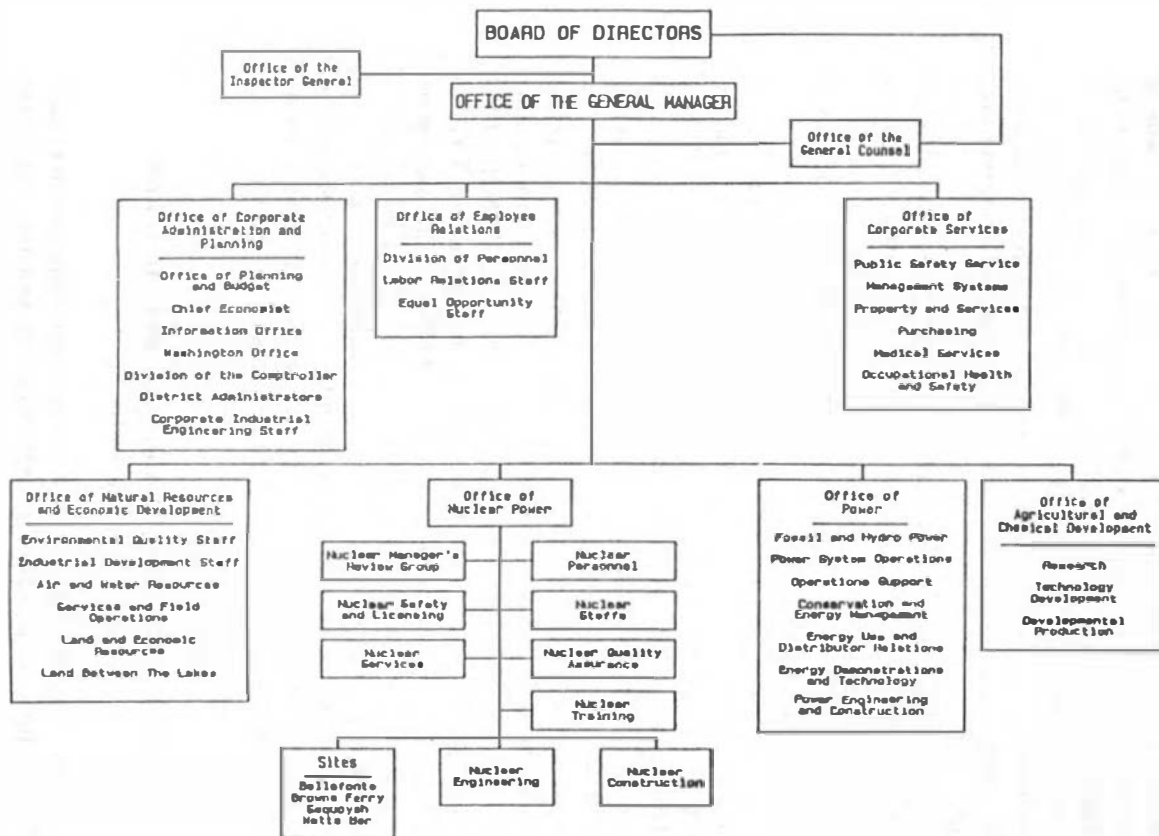 BOARD OF DIRECTORS
Office of the
Inspector General
OFFICE OF THE GENERAL MANAGER
Office of the
General Counsel
Office of Corporate
Administration and
Planning
Office of Planning
and Budget
Chief Economist
Information Office
Washington Office
Division of the Comptroller
District Administrators
Corporate Industrial
Engineering Staff
Office of Employee
Relations
Division of Personnel
Labor Relations Staff
Equal Opportunity
Staff
Office of
Corporate Services
Public Safety Service
Management Systems
Property and Services
Purchasing
Medical Services
Occupational Health
and Safety
Office of Natural Resources
and Economic Development
Environmental Quality Staff
Industrial Development Staff
Air and Water Resources
Services and Field
Operations
Land and Economic
Resources
Land Between The Lakes
Office of
Nuclear Power
Nuclear Manager's
Review Group
Nuclear
Personnel
Nuclear Safety
and Licensing
Nuclear
Staffs
Nuclear
Services
Nuclear Quality
Assurance
Nuclear
Training
Sites
Bellefonte
Browns Ferry
Sequoyah
Watts Bar
Nuclear
Engineering
Nuclear
Construction
Office of
Power
Fossil and Hydro Power
Power System Operations
Operations Support
Conservation and
Energy Management
Energy Use and
Distributor Relations
Energy Demonstrations
and Technology
Power Engineering
and Construction
Office of
Agricultural and
Chemical Development
Research
Technology
Development
Developmental
Production